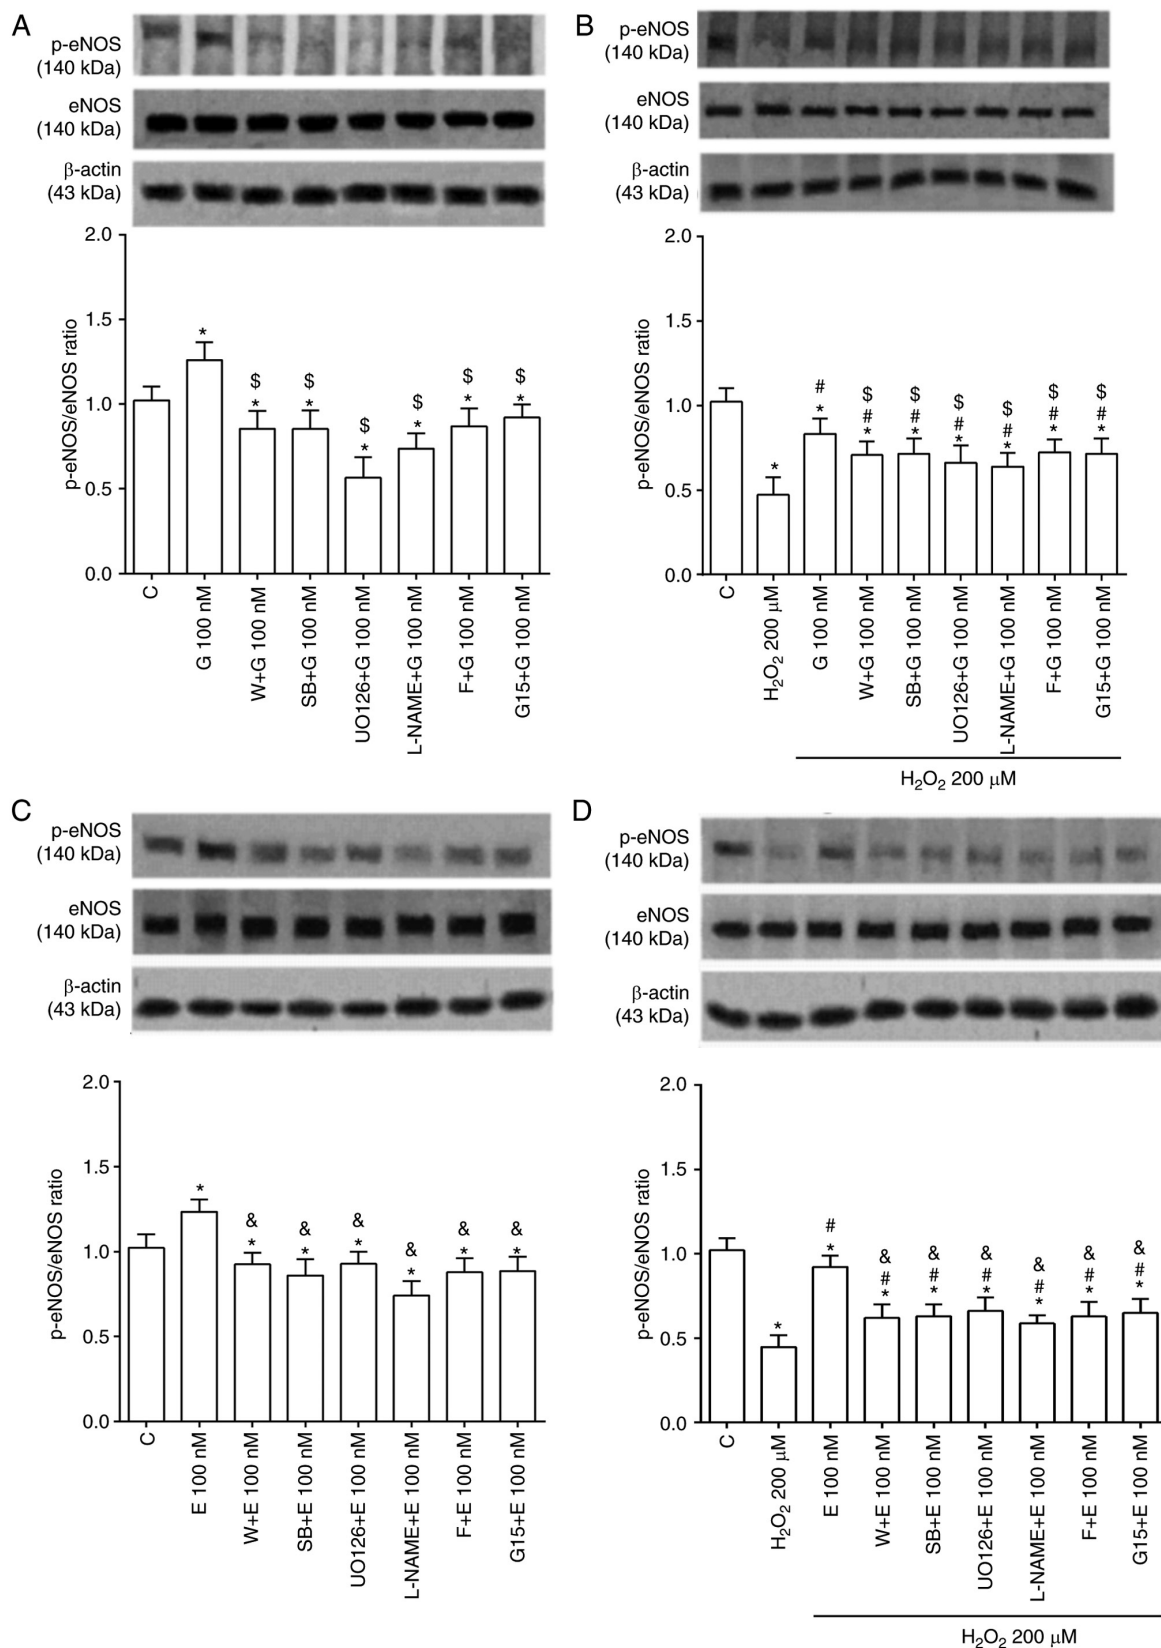 A
p-eNOS
(140 kDa)
eNOS
(140 kDa)
β-actin
(43 kDa)
2.0
1.5
1.0
0.5
0.0
p-eNOS/eNOS ratio
*
$
*
$
*
$
*
$
*
$
*
$
*
C
G 100 nM
W+G 100 nM
SB+G 100 nM
UO126+G 100 nM
L-NAME+G 100 nM
F+G 100 nM
G15+G 100 nM
B
p-eNOS
(140 kDa)
eNOS
(140 kDa)
β-actin
(43 kDa)
2.0
1.5
1.0
0.5
0.0
p-eNOS/eNOS ratio
*
#
*
$
#
*
$
#
*
$
#
*
$
#
*
$
#
*
$
#
*
C
H₂O₂ 200 μM
G 100 nM
W+G 100 nM
SB+G 100 nM
UO126+G 100 nM
L-NAME+G 100 nM
F+G 100 nM
G15+G 100 nM
H₂O₂ 200 μM
C
p-eNOS
(140 kDa)
eNOS
(140 kDa)
β-actin
(43 kDa)
2.0
1.5
1.0
0.5
0.0
p-eNOS/eNOS ratio
*
&
*
&
*
&
*
&
*
&
*
&
*
C
E 100 nM
W+E 100 nM
SB+E 100 nM
UO126+E 100 nM
L-NAME+E 100 nM
F+E 100 nM
G15+E 100 nM
D
p-eNOS
(140 kDa)
eNOS
(140 kDa)
β-actin
(43 kDa)
2.0
1.5
1.0
0.5
0.0
p-eNOS/eNOS ratio
*
#
*
&
#
*
&
#
*
&
#
*
&
#
*
&
#
*
&
#
*
C
H₂O₂ 200 μM
E 100 nM
W+E 100 nM
SB+E 100 nM
UO126+E 100 nM
L-NAME+E 100 nM
F+E 100 nM
G15+E 100 nM
H₂O₂ 200 μM